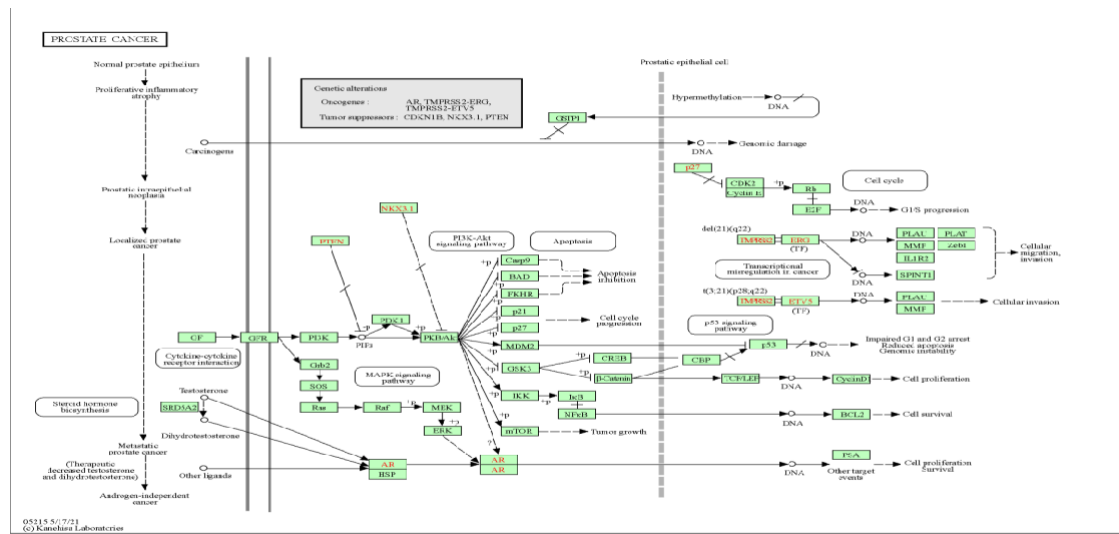 PROSTATE CANCER
Normal prostate epithelium
Proliferative inflammatory
atrophy
Prostatic intraepithelial
neoplasia
Localized prostate
cancer
Metastatic
prostate cancer
(Therapeutic
decreased testosterone
and dihydrotestosterone)
Androgen-independent
cancer
Genetic alterations
Oncogenes : AR, TMPRSS2-ERG,
TMPRSS2-ETV5
Tumor suppressors : CDKN1B, NKX3.1, PTEN
Prostatic epithelial cell
Hypermethylation
DNA
GSTP1
Carcinogens
DNA
Genomic damage
p27
CDK2
Cyclin E
+p
Rb
E2F
Cell cycle
DNA
G1/S progression
NKX3.1
PTEN
PI3K-Akt
signaling pathway
Apoptosis
del(21)(q22)
TMPRSS2
ERG
(TF)
DNA
PLAU
PLAT
MMP
Zeb1
IL1R2
SPINT1
DNA
Cellular
migration,
invasion
Transcriptional
misregulation in cancer
t(3;21)(p28;q22)
TMPRSS2
ETV5
(TF)
DNA
PLAU
MMP
Cellular invasion
+p
Casp9
BAD
FKHR
Apoptosis
inhibition
p21
p27
Cell cycle
progression
MDM2
GF
GFR
PDK
PIP3
PDK1
+p
PKB/Akt
p53 signaling
pathway
p53
DNA
Impaired G1 and G2 arrest
Reduced apoptosis
Genomic instability
Cytokine-cytokine
receptor interaction
Grb2
SOS
Ras
Raf
+p
MEK
+p
ERK
MAPK signaling
pathway
GSK3
+p
CREB
CBP
β-Catenin
TCF/LEF
DNA
CyclinD
Cell proliferation
IKK
+p
IκB
NFκB
DNA
BCL2
Cell survival
mTOR
Tumor growth
Steroid hormone
biosynthesis
Testosterone
SRD5A2
Dihydrotestosterone
Other ligands
AR
HSP
?
AR
AR
DNA
PSA
Other target
events
Cell proliferation
Survival
05215 5/17/21
(c) Kanehisa Laboratories